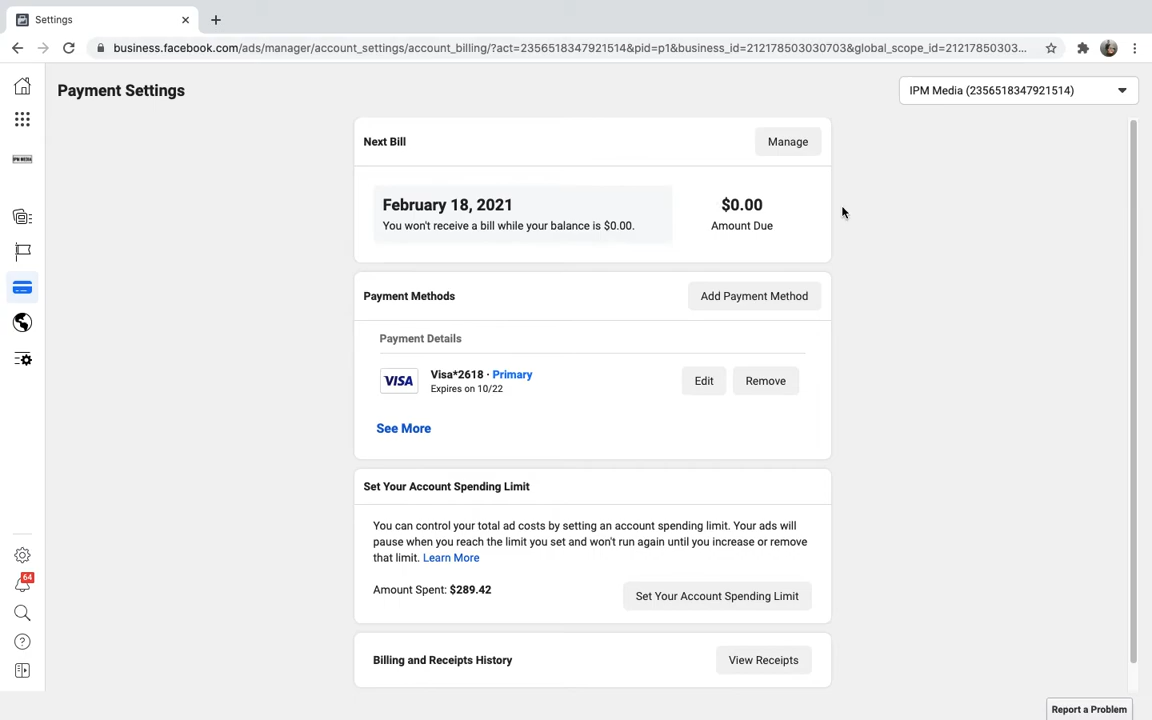 Settings
business.facebook.com/ads/manager/account_settings/account_billing/?act=2356518347921514&pid=p1&business_id=212178503030703&global_scope_id=21217850303...
Payment Settings
IPM Media (2356518347921514)
IPM MEDIA
Next Bill
Manage
February 18, 2021
$0.00
You won't receive a bill while your balance is $0.00.
Amount Due
Payment Methods
Add Payment Method
Payment Details
VISA
Visa*2618 · Primary
Expires on 10/22
Edit
Remove
See More
Set Your Account Spending Limit
You can control your total ad costs by setting an account spending limit. Your ads will
pause when you reach the limit you set and won't run again until you increase or remove
that limit. Learn More
Amount Spent: $289.42
Set Your Account Spending Limit
64
Billing and Receipts History
View Receipts
Report a Problem